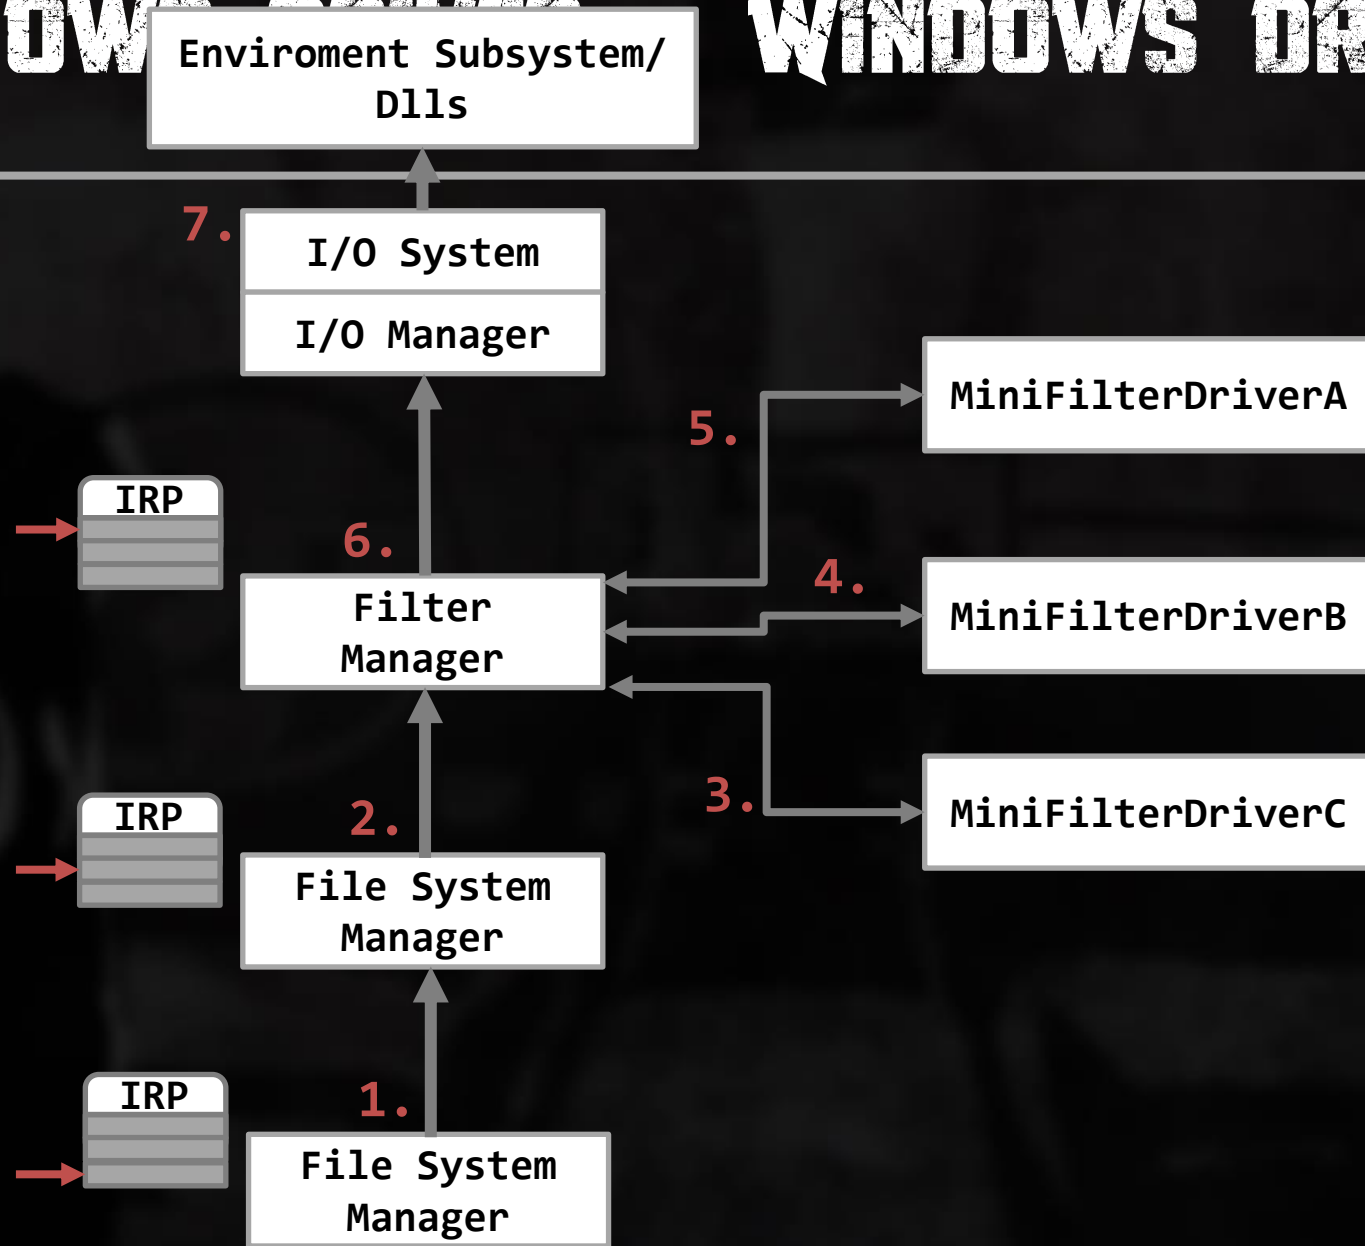 WINDOWS
Enviroment Subsystem/
Dlls
7.
I/O System
I/O Manager
MiniFilterDriverA
5.
IRP
6.
4.
Filter
Manager
MiniFilterDriverB
3.
MiniFilterDriverC
IRP
2.
File System
Manager
IRP
1.
File System
Manager